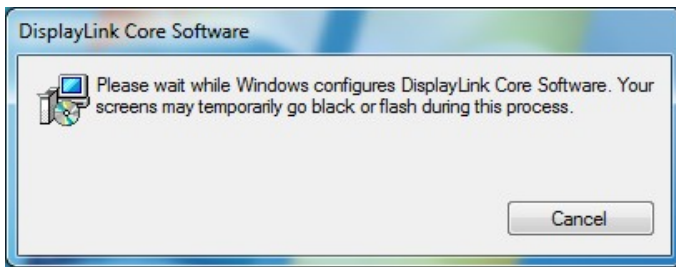 DisplayLink Core Software
Please wait while Windows configures DisplayLink Core Software. Your
screens may temporarily go black or flash during this process.
Cancel